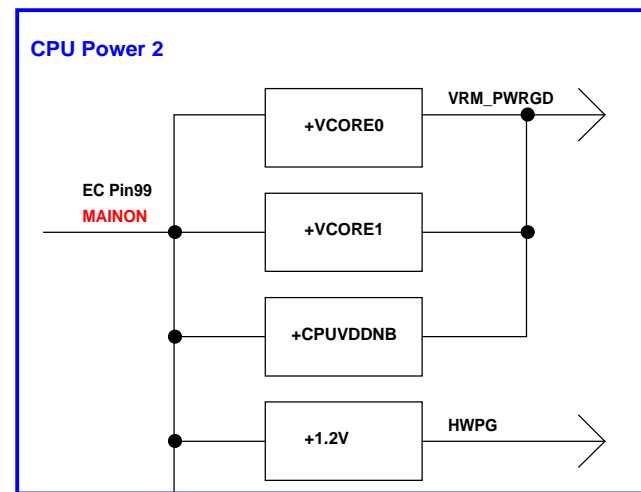 CPU Power 2
VRM_PWRGD
+VCORE0
EC Pin99
MAINON
+VCORE1
+CPUVDDNB
HWPG
+1.2V